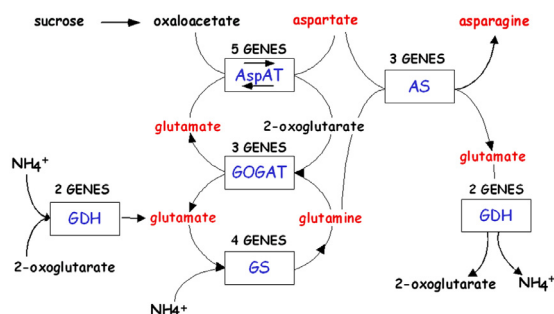 sucrose → oxaloacetate aspartate asparagine
5 GENES
AspAT
3 GENES
AS
glutamate
2-oxoglutarate
3 GENES
GOGAT
glutamate
NH4+
2 GENES
GDH
glutamate
glutamine
2 GENES
GDH
2-oxoglutarate
4 GENES
GS
NH4+
2-oxoglutarate
NH4+